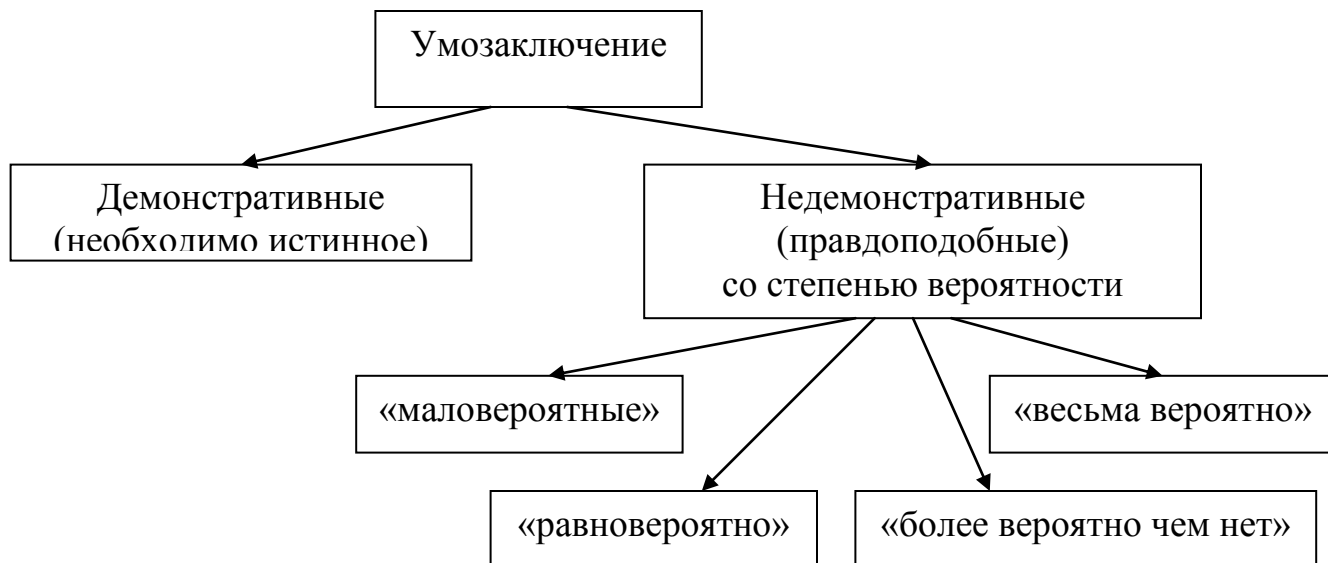 Умозаключение
Демонстративные
(необходимо истинное)
Недемонстративные
(правдоподобные)
со степенью вероятности
«маловероятные»
«весьма вероятно»
«равновероятно»
«более вероятно чем нет»